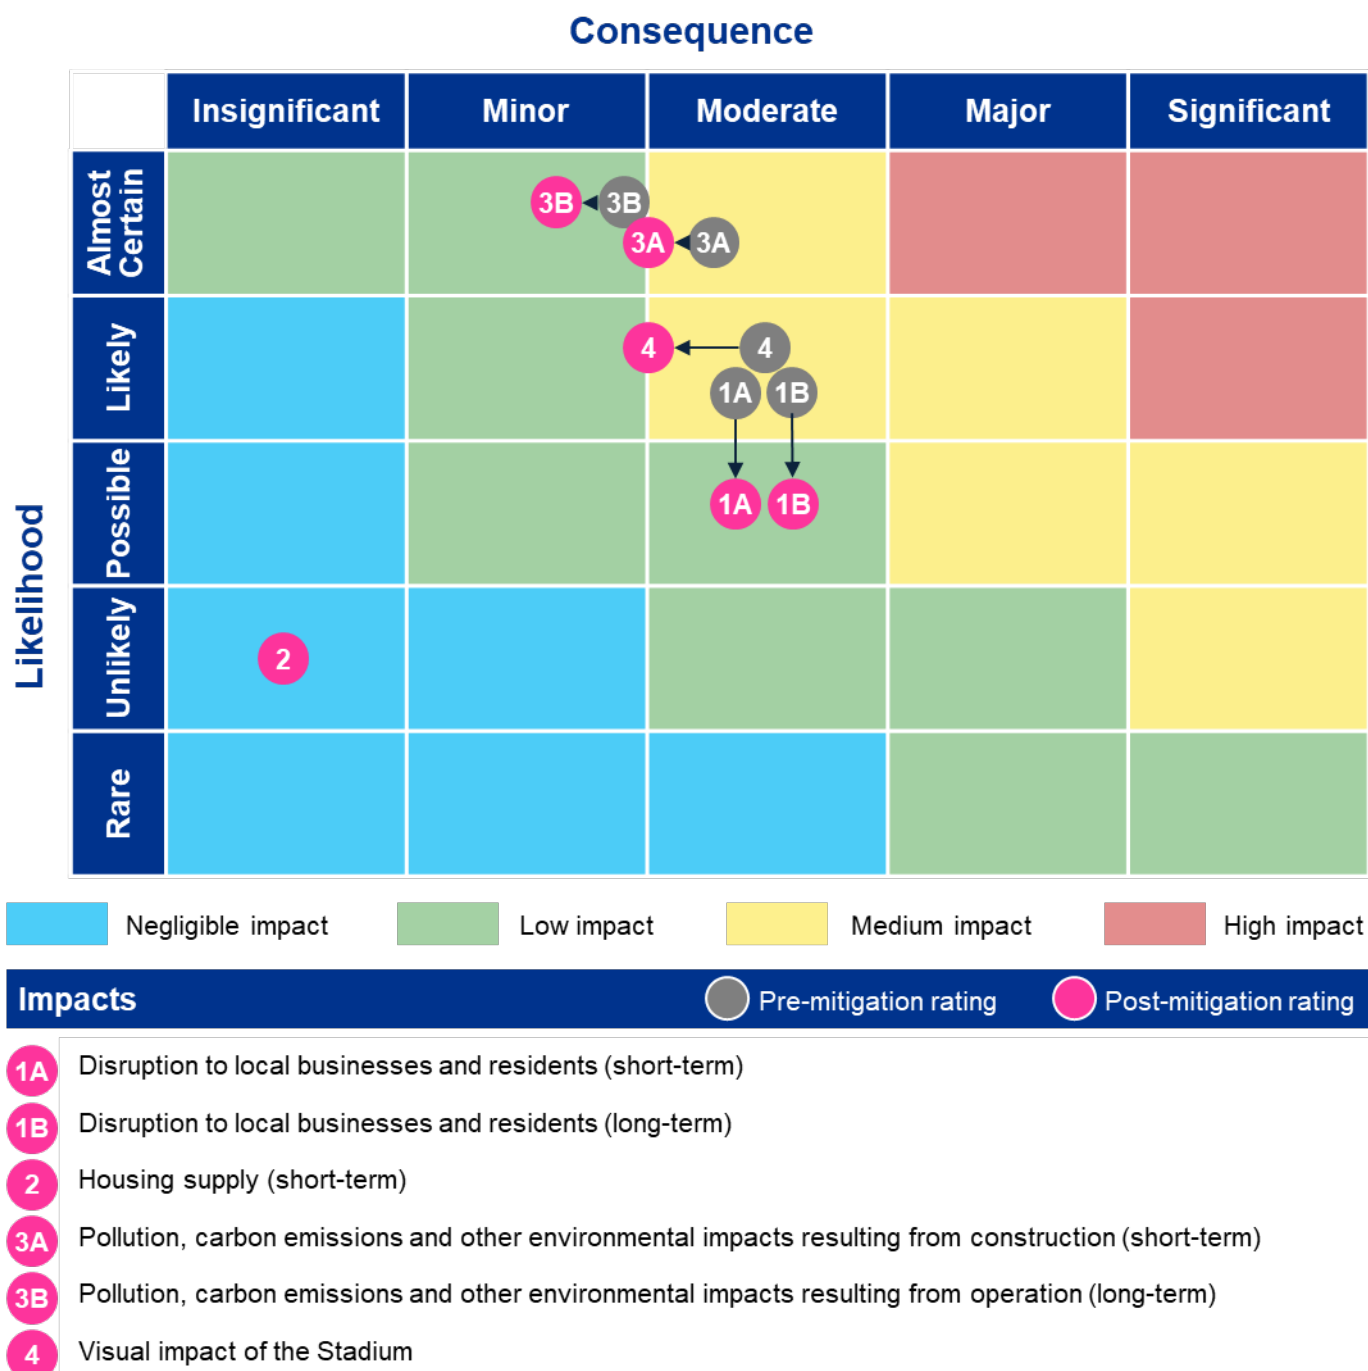 Consequence
Insignificant Minor Moderate Major Significant
Almost
Certain
3B 3B
3A 3A
Likely
4 4
1A 1B
Likelihood
Possible
1A 1B
Unlikely
2
Rare
Negligible impact Low impact Medium impact High impact
Impacts Pre-mitigation rating Post-mitigation rating
1A Disruption to local businesses and residents (short-term)
1B Disruption to local businesses and residents (long-term)
2 Housing supply (short-term)
3A Pollution, carbon emissions and other environmental impacts resulting from construction (short-term)
3B Pollution, carbon emissions and other environmental impacts resulting from operation (long-term)
4 Visual impact of the Stadium